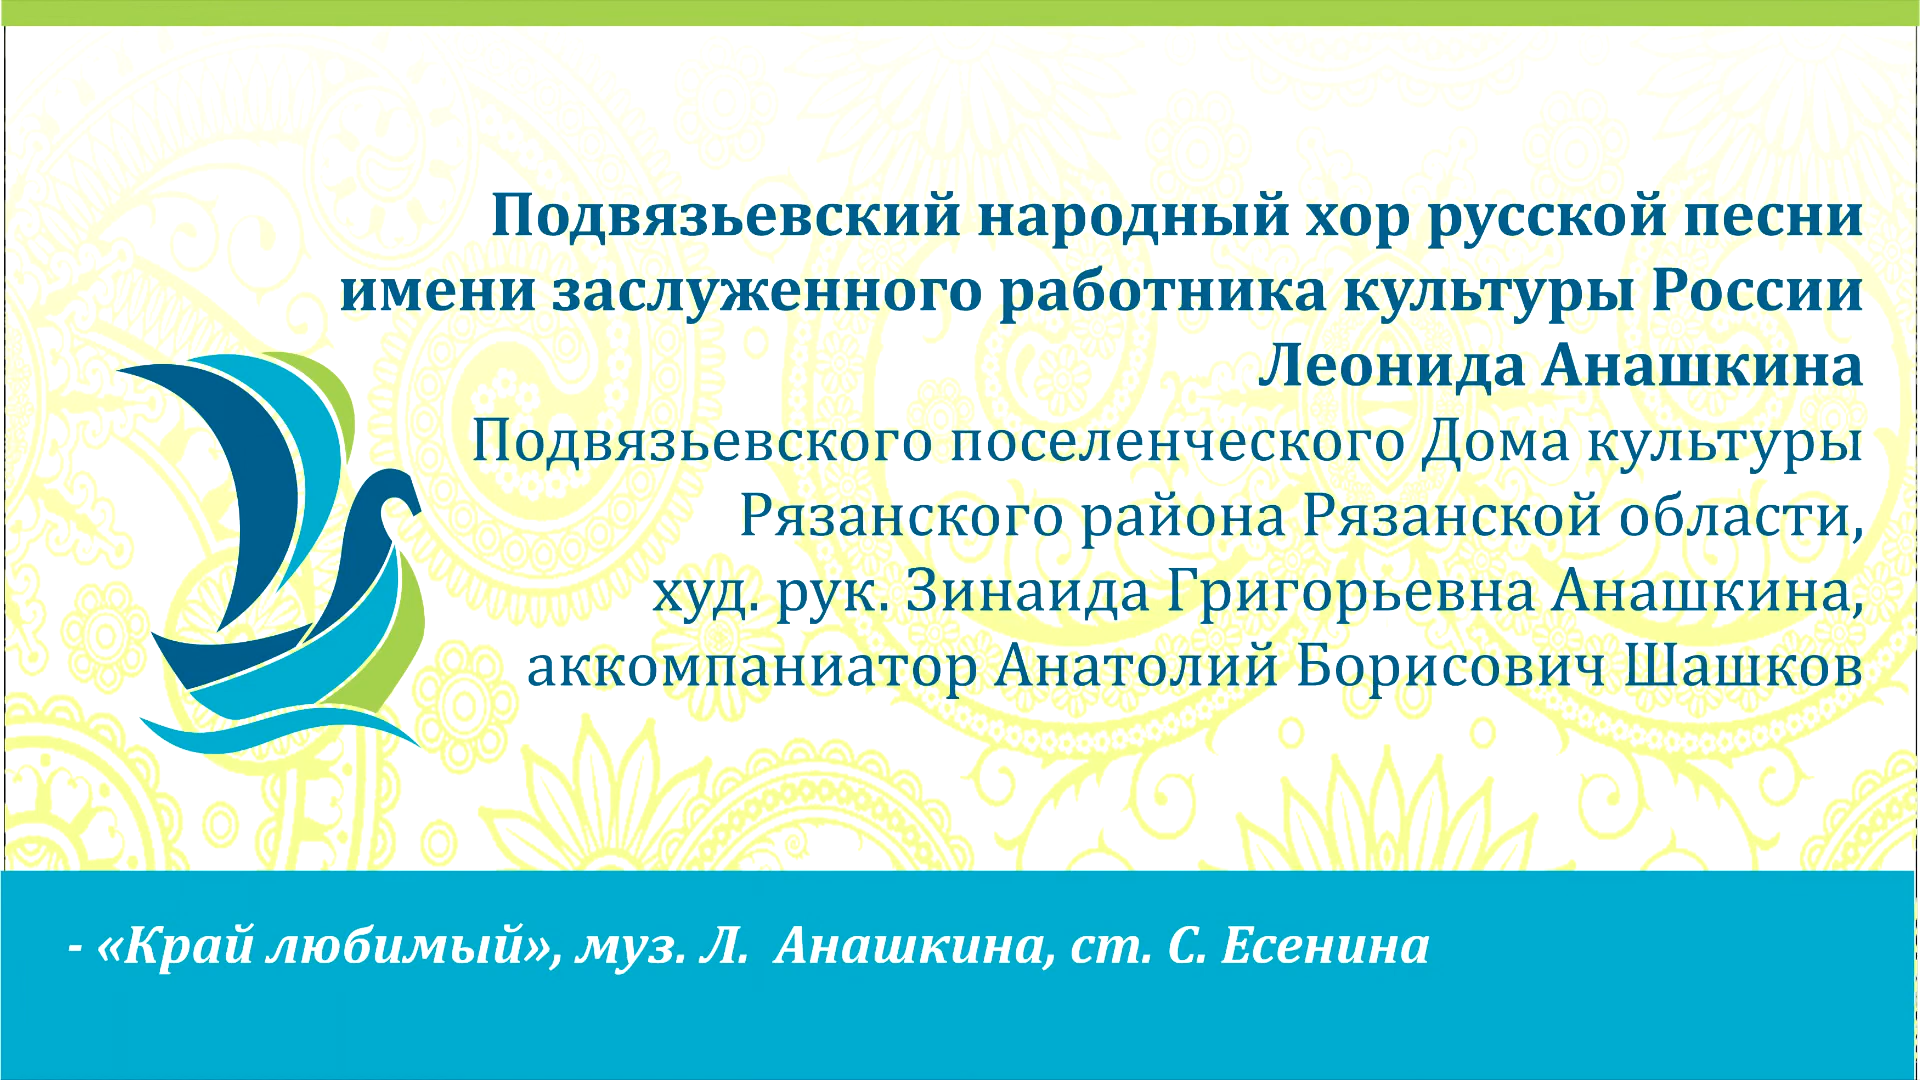 Подвязьевский народный хор русской песни
имени заслуженного работника культуры России
Леонида Анашкина
Подвязьевского поселенческого Дома культуры
Рязанского района Рязанской области,
худ. рук. Зинаида Григорьевна Анашкина,
аккомпаниатор Анатолий Борисович Шашков
- «Край любимый», муз. Л. Анашкина, ст. С. Есенина